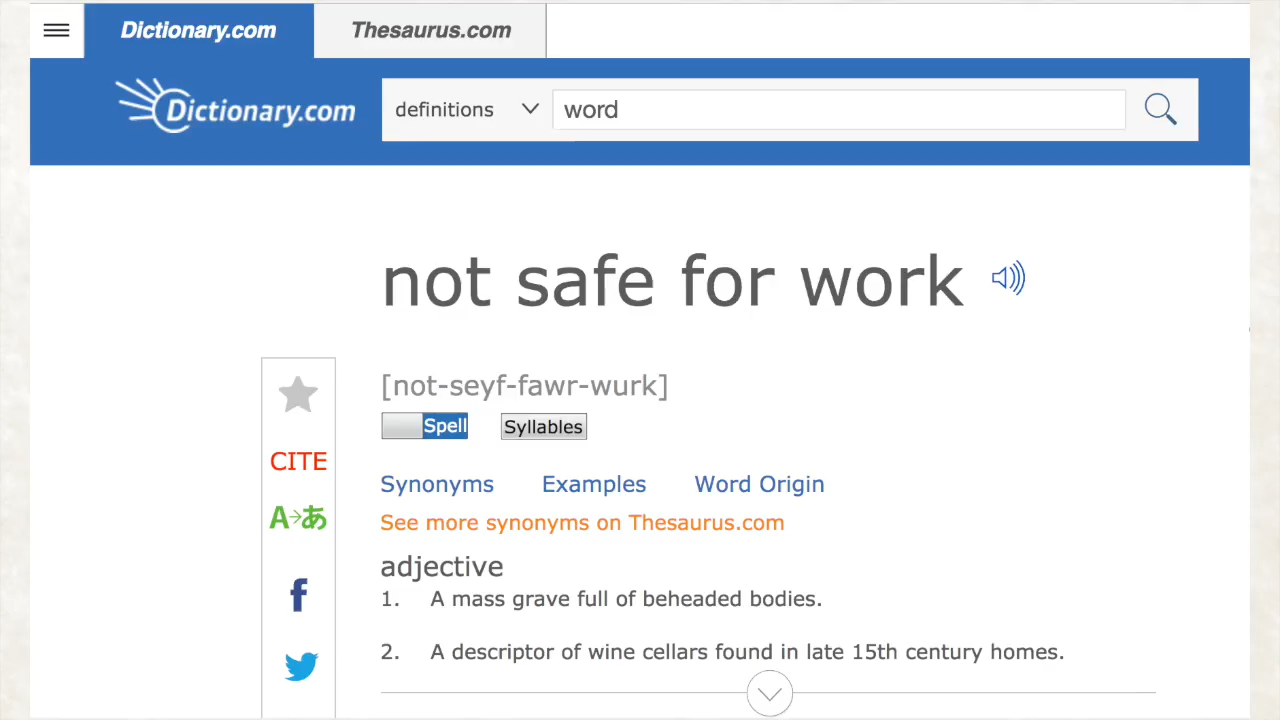 Dictionary.com Thesaurus.com
Dictionary.com definitions word
not safe for work
[not-seyf-fawr-wurk]
Spell Syllables
CITE
Synonyms Examples Word Origin
A あ
See more synonyms on Thesaurus.com
adjective
1. A mass grave full of beheaded bodies.
f
2. A descriptor of wine cellars found in late 15th century homes.